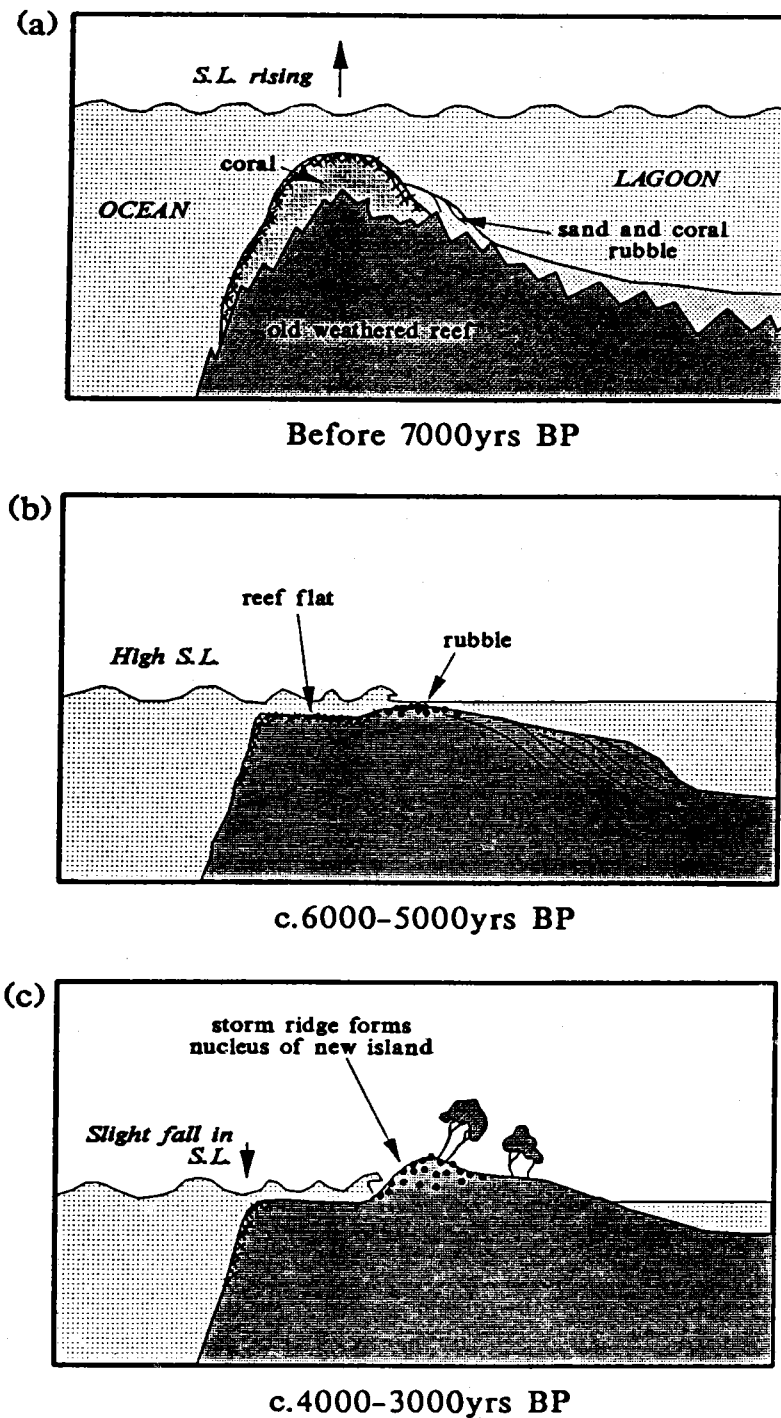 (a)
S.L. rising
coral
LAGOON
OCEAN
sand and coral
rubble
old weathered reef
Before 7000yrs BP
(b)
reef flat
rubble
High S.L.
c.6000-5000yrs BP
(c)
storm ridge forms
nucleus of new island
Slight fall in
S.L.
c.4000-3000yrs BP